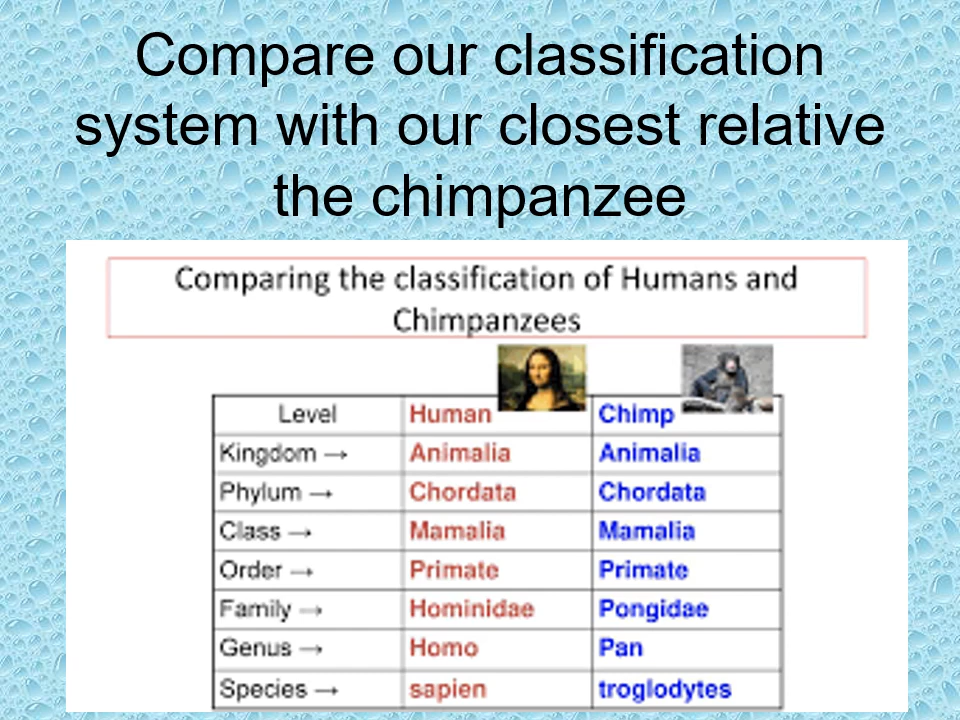 Compare our classification
system with our closest relative
the chimpanzee
Comparing the classification of Humans and
Chimpanzees
Level Human Chimp
Kingdom → Animalia Animalia
Phylum → Chordata Chordata
Class → Mamalia Mamalia
Order → Primate Primate
Family → Hominidae Pongidae
Genus → Homo Pan
Species → sapien troglodytes